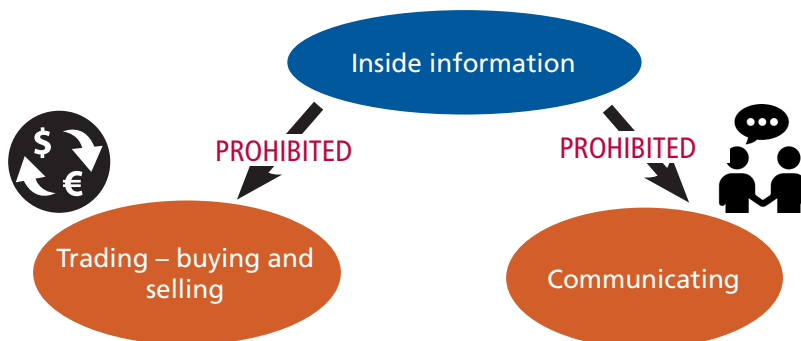 Inside information
PROHIBITED
PROHIBITED
$
€
Trading – buying and
selling
Communicating